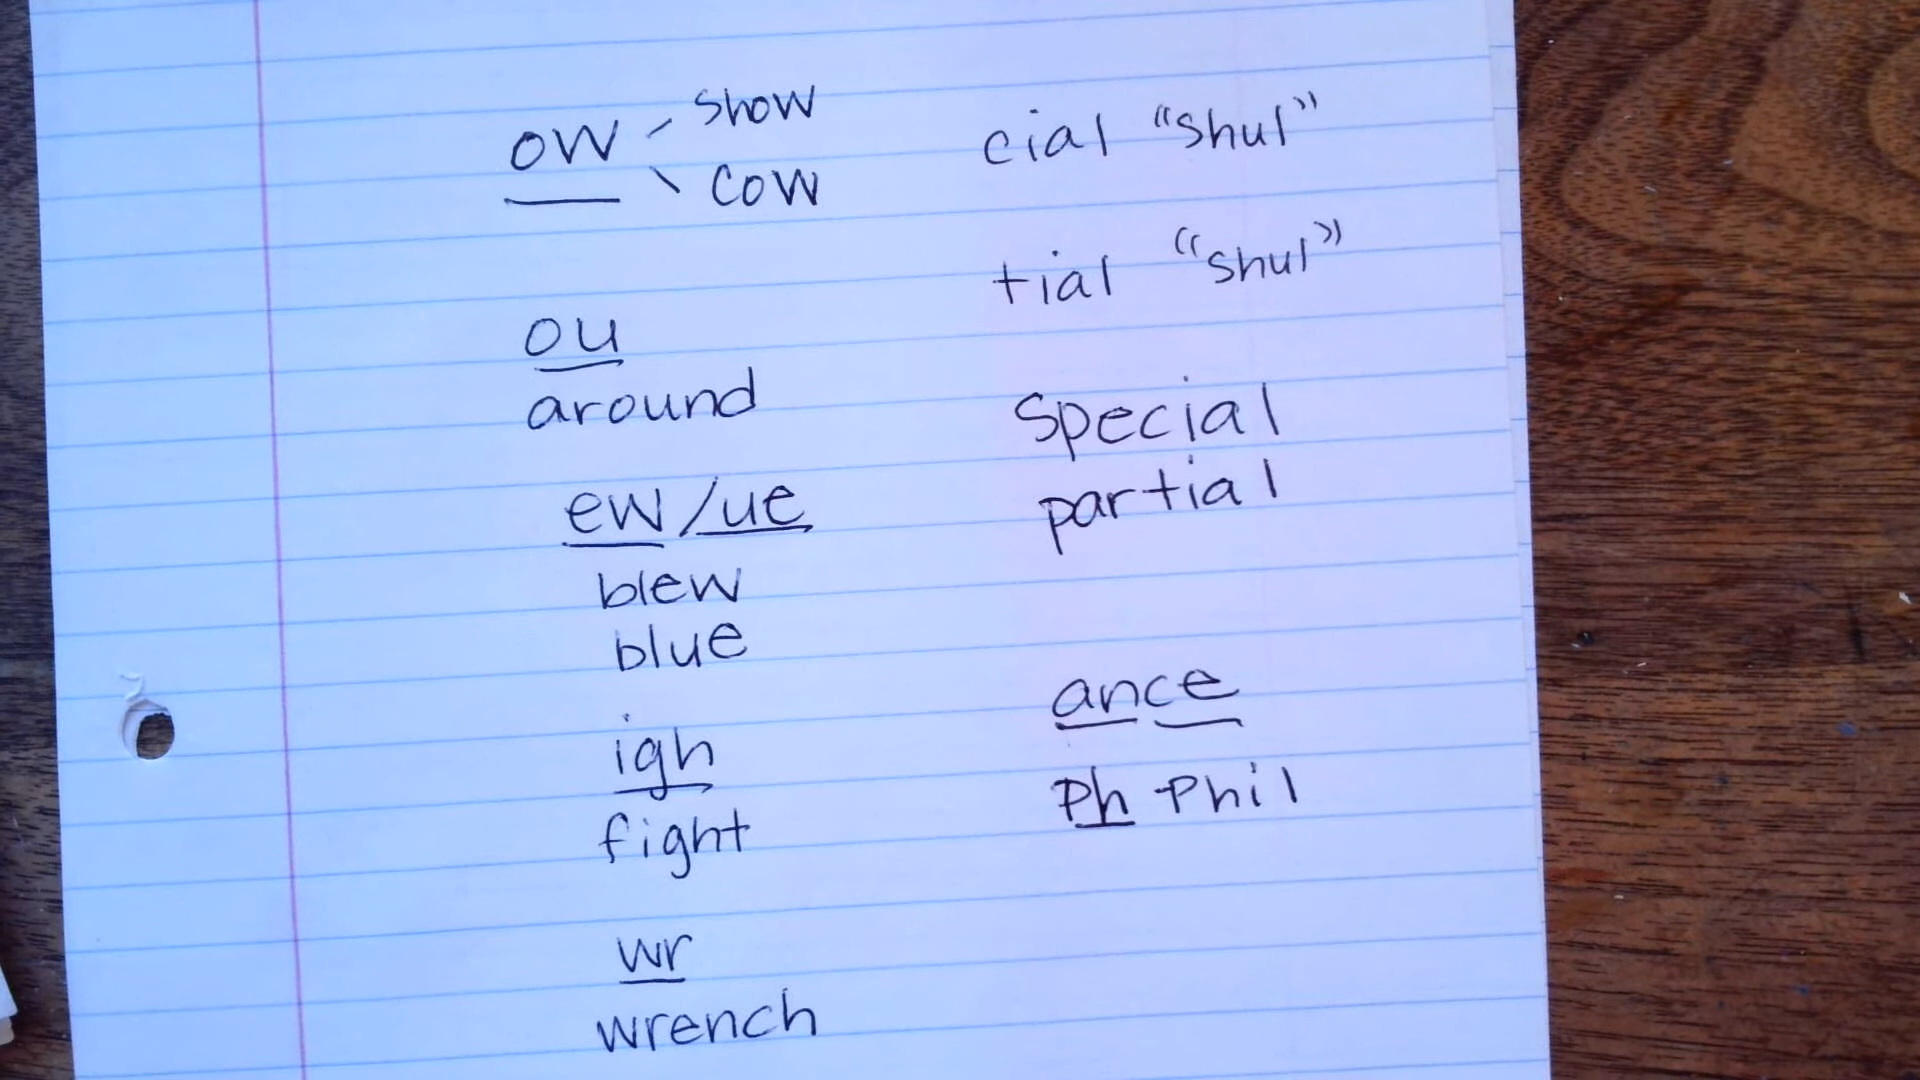 ow - show
\ cow
ou
around
ew/ue
blew
blue
igh
fight
wr
wrench
cial "shul"
tial "shul"
special
partial
ance
Ph - Phil